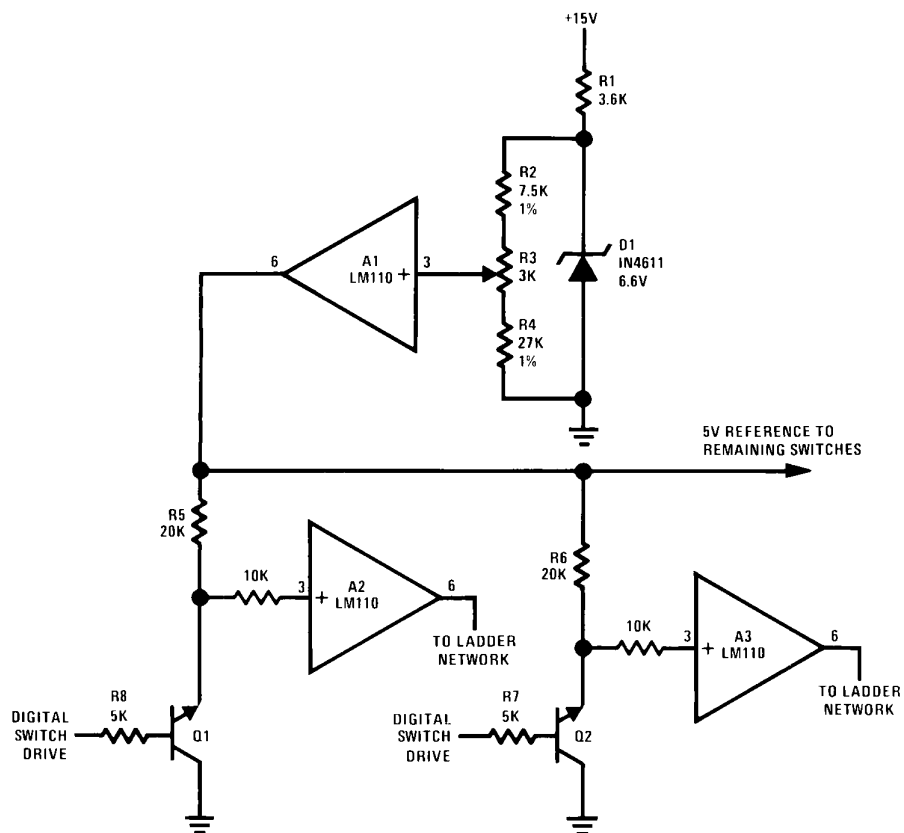 +15V
R1
3.6K
R2
7.5K
1%
R3
3K
R4
27K
1%
D1
IN4611
6.6V
6
A1
LM110
+
3
5V REFERENCE TO
REMAINING SWITCHES
R5
20K
10K
3
+
A2
LM110
6
TO LADDER
NETWORK
R6
20K
10K
3
+
A3
LM110
6
TO LADDER
NETWORK
R8
5K
DIGITAL
SWITCH
DRIVE
Q1
R7
5K
DIGITAL
SWITCH
DRIVE
Q2